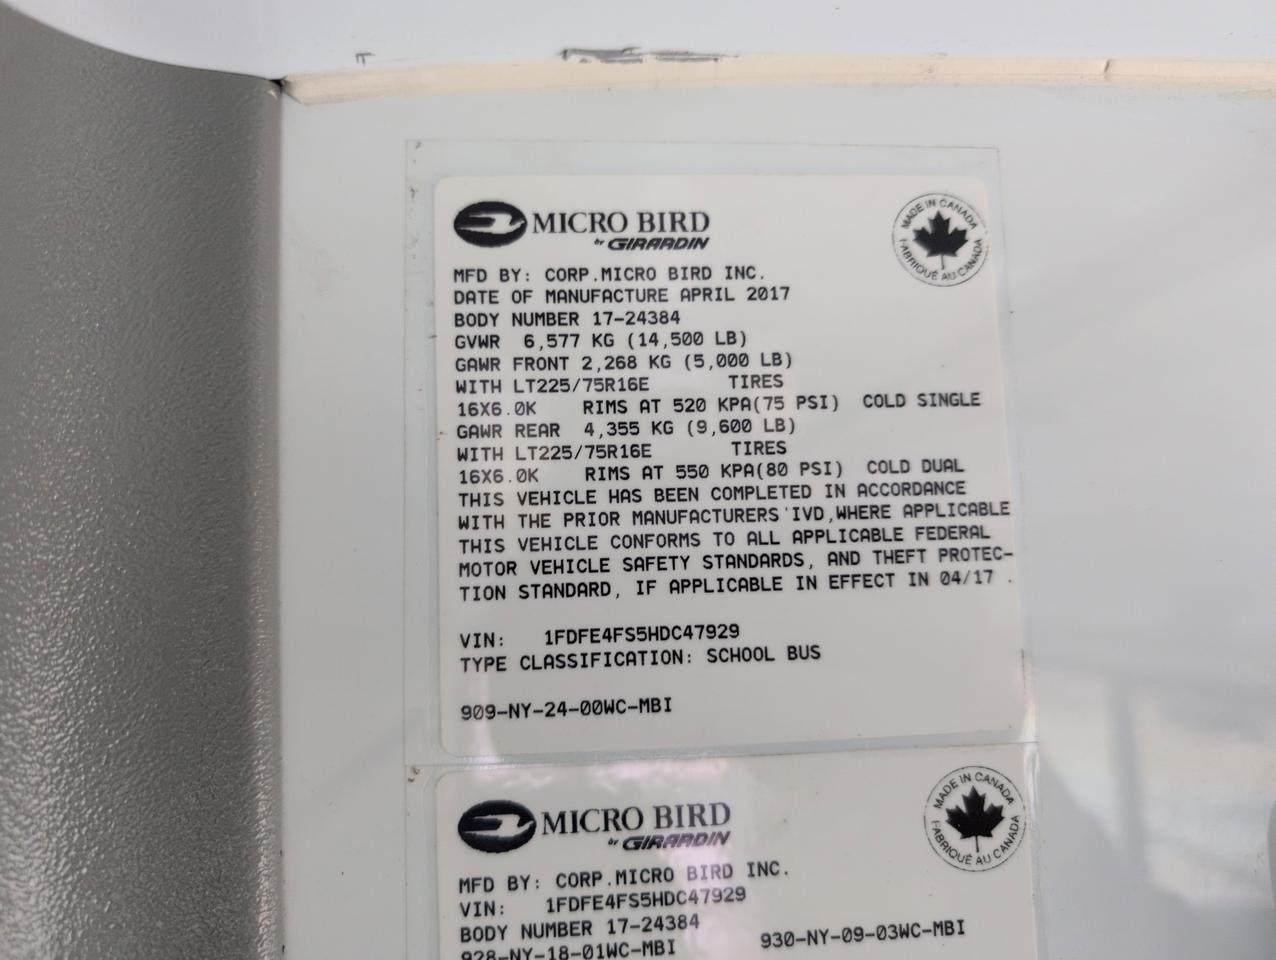 MICRO BIRD
by GIRARDIN
MADE IN CANADA
FABRIQUÉ AU CANADA
MFD BY: CORP.MICRO BIRD INC.
DATE OF MANUFACTURE APRIL 2017
BODY NUMBER 17-24384
GVWR 6,577 KG (14,500 LB)
GAWR FRONT 2,268 KG (5,000 LB)
WITH LT225/75R16E TIRES
16X6.0K RIMS AT 520 KPA(75 PSI) COLD SINGLE
GAWR REAR 4,355 KG (9,600 LB)
WITH LT225/75R16E TIRES
16X6.0K RIMS AT 550 KPA(80 PSI) COLD DUAL
THIS VEHICLE HAS BEEN COMPLETED IN ACCORDANCE
WITH THE PRIOR MANUFACTURERS'IVD,WHERE APPLICABLE
THIS VEHICLE CONFORMS TO ALL APPLICABLE FEDERAL
MOTOR VEHICLE SAFETY STANDARDS, AND THEFT PROTEC-
TION STANDARD, IF APPLICABLE IN EFFECT IN 04/17 .
VIN: 1FDFE4FS5HDC47929
TYPE CLASSIFICATION: SCHOOL BUS
909-NY-24-00WC-MBI
MICRO BIRD
by GIRARDIN
MADE IN CANADA
FABRIQUÉ AU CANADA
MFD BY: CORP.MICRO BIRD INC.
VIN: 1FDFE4FS5HDC47929
BODY NUMBER 17-24384
928-NY-18-01WC-MBI 930-NY-09-03WC-MBI